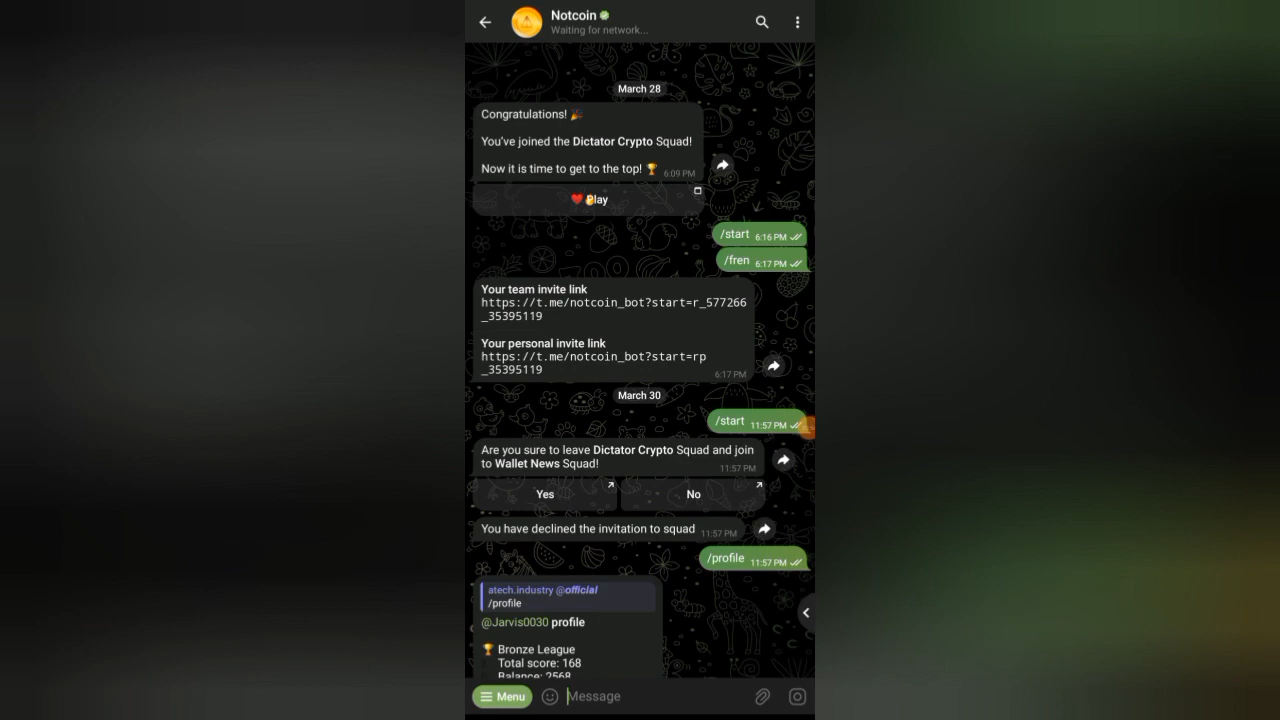 Notcoin
Waiting for network...
March 28
Congratulations! 🎉
You've joined the Dictator Crypto Squad!
Now it is time to get to the top! 🏆 6:09 PM
❤️ Play
/start 6:16 PM
/fren 6:17 PM
Your team invite link
https://t.me/notcoin_bot?start=r_577266
_35395119
Your personal invite link
https://t.me/notcoin_bot?start=rp
_35395119
6:17 PM
March 30
/start 11:57 PM
Are you sure to leave Dictator Crypto Squad and join
to Wallet News Squad! 11:57 PM
Yes No
You have declined the invitation to squad 11:57 PM
/profile 11:57 PM
atech.industry @official
/profile
@Jarvis0030 profile
🏆 Bronze League
Total score: 168
Balance: 2568
Menu Message